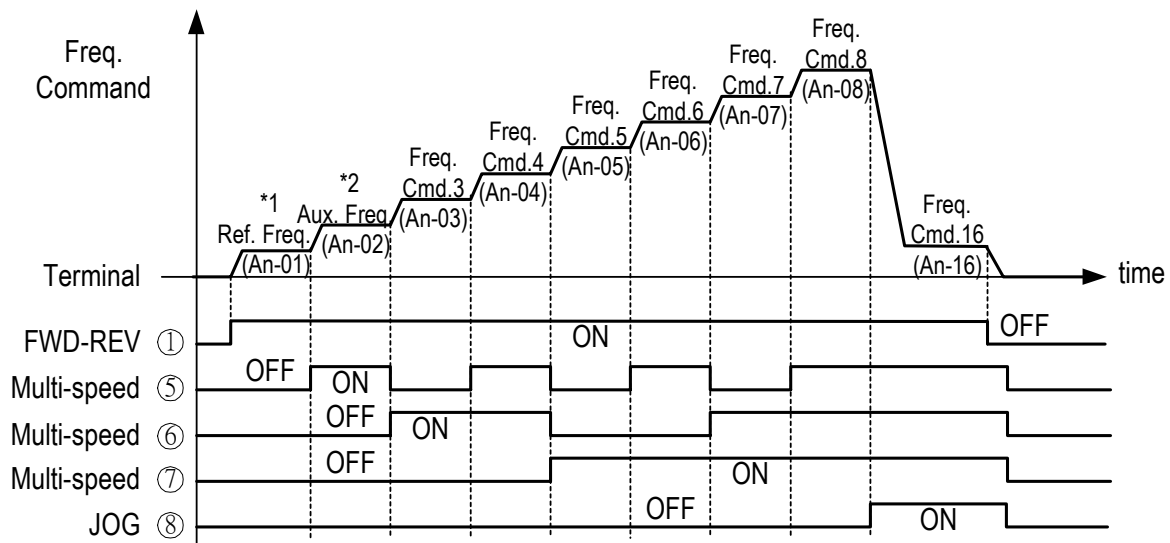 Freq.
Command
*1
Ref. Freq.
(An-01)
*2
Aux. Freq.
(An-02)
Freq.
Cmd.3
(An-03)
Freq.
Cmd.4
(An-04)
Freq.
Cmd.5
(An-05)
Freq.
Cmd.6
(An-06)
Freq.
Cmd.7
(An-07)
Freq.
Cmd.8
(An-08)
Freq.
Cmd.16
(An-16)
Terminal
time
FWD-REV ①
ON
OFF
Multi-speed ⑤
OFF
ON
Multi-speed ⑥
OFF
ON
Multi-speed ⑦
OFF
ON
JOG ⑧
OFF
ON